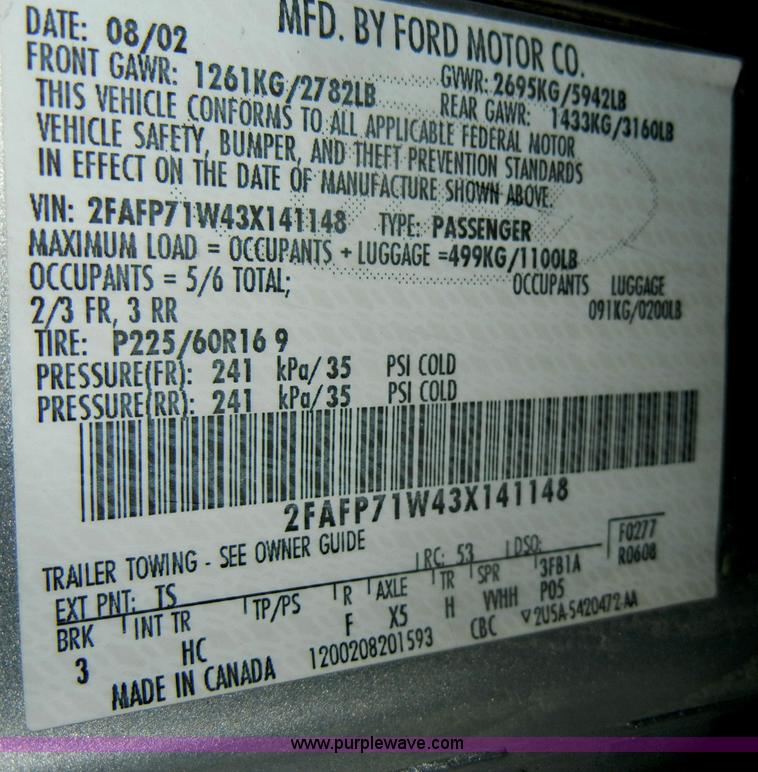 DATE: 08/02 MFD. BY FORD MOTOR CO.
FRONT GAWR: 1261KG/2782LB GVWR: 2695KG/5942LB
REAR GAWR: 1433KG/3160LB
THIS VEHICLE CONFORMS TO ALL APPLICABLE FEDERAL MOTOR
VEHICLE SAFETY, BUMPER, AND THEFT PREVENTION STANDARDS
IN EFFECT ON THE DATE OF MANUFACTURE SHOWN ABOVE.
VIN: 2FAFP71W43X141148 TYPE: PASSENGER
MAXIMUM LOAD = OCCUPANTS + LUGGAGE =499KG/1100LB
OCCUPANTS = 5/6 TOTAL; OCCUPANTS LUGGAGE
2/3 FR, 3 RR 091KG/0200LB
TIRE: P225/60R16 9
PRESSURE(FR): 241 kPa/ 35 PSI COLD
PRESSURE(RR): 241 kPa/ 35 PSI COLD
2FAFP71W43X141148
TRAILER TOWING - SEE OWNER GUIDE
EXT PNT: TS RC: 53 DSO: F0277
BRK INT TR TP/PS R AXLE TR SPR 3FB1A R0608
3 HC F X5 H VVHH P05
MADE IN CANADA 1200208201593 CBC ▽2U5A-5420472-AA
www.purplewave.com